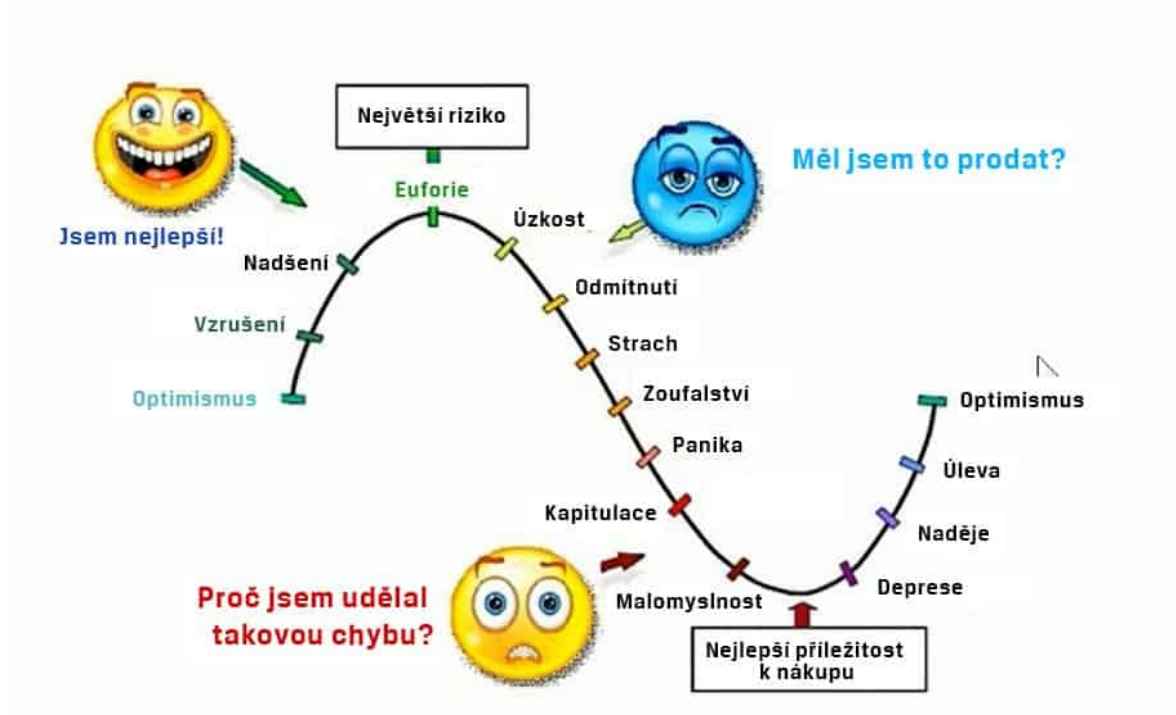 Největší riziko
Měl jsem to prodat?
Euforie
Úzkost
Jsem nejlepší!
Nadšení
Odmítnutí
Vzrušení
Strach
Zoufalství
Optimismus
Optimismus
Panika
Úleva
Kapitulace
Naděje
Deprese
Proč jsem udělal
takovou chybu?
Malomyslnost
Nejlepší příležitost
k nákupu